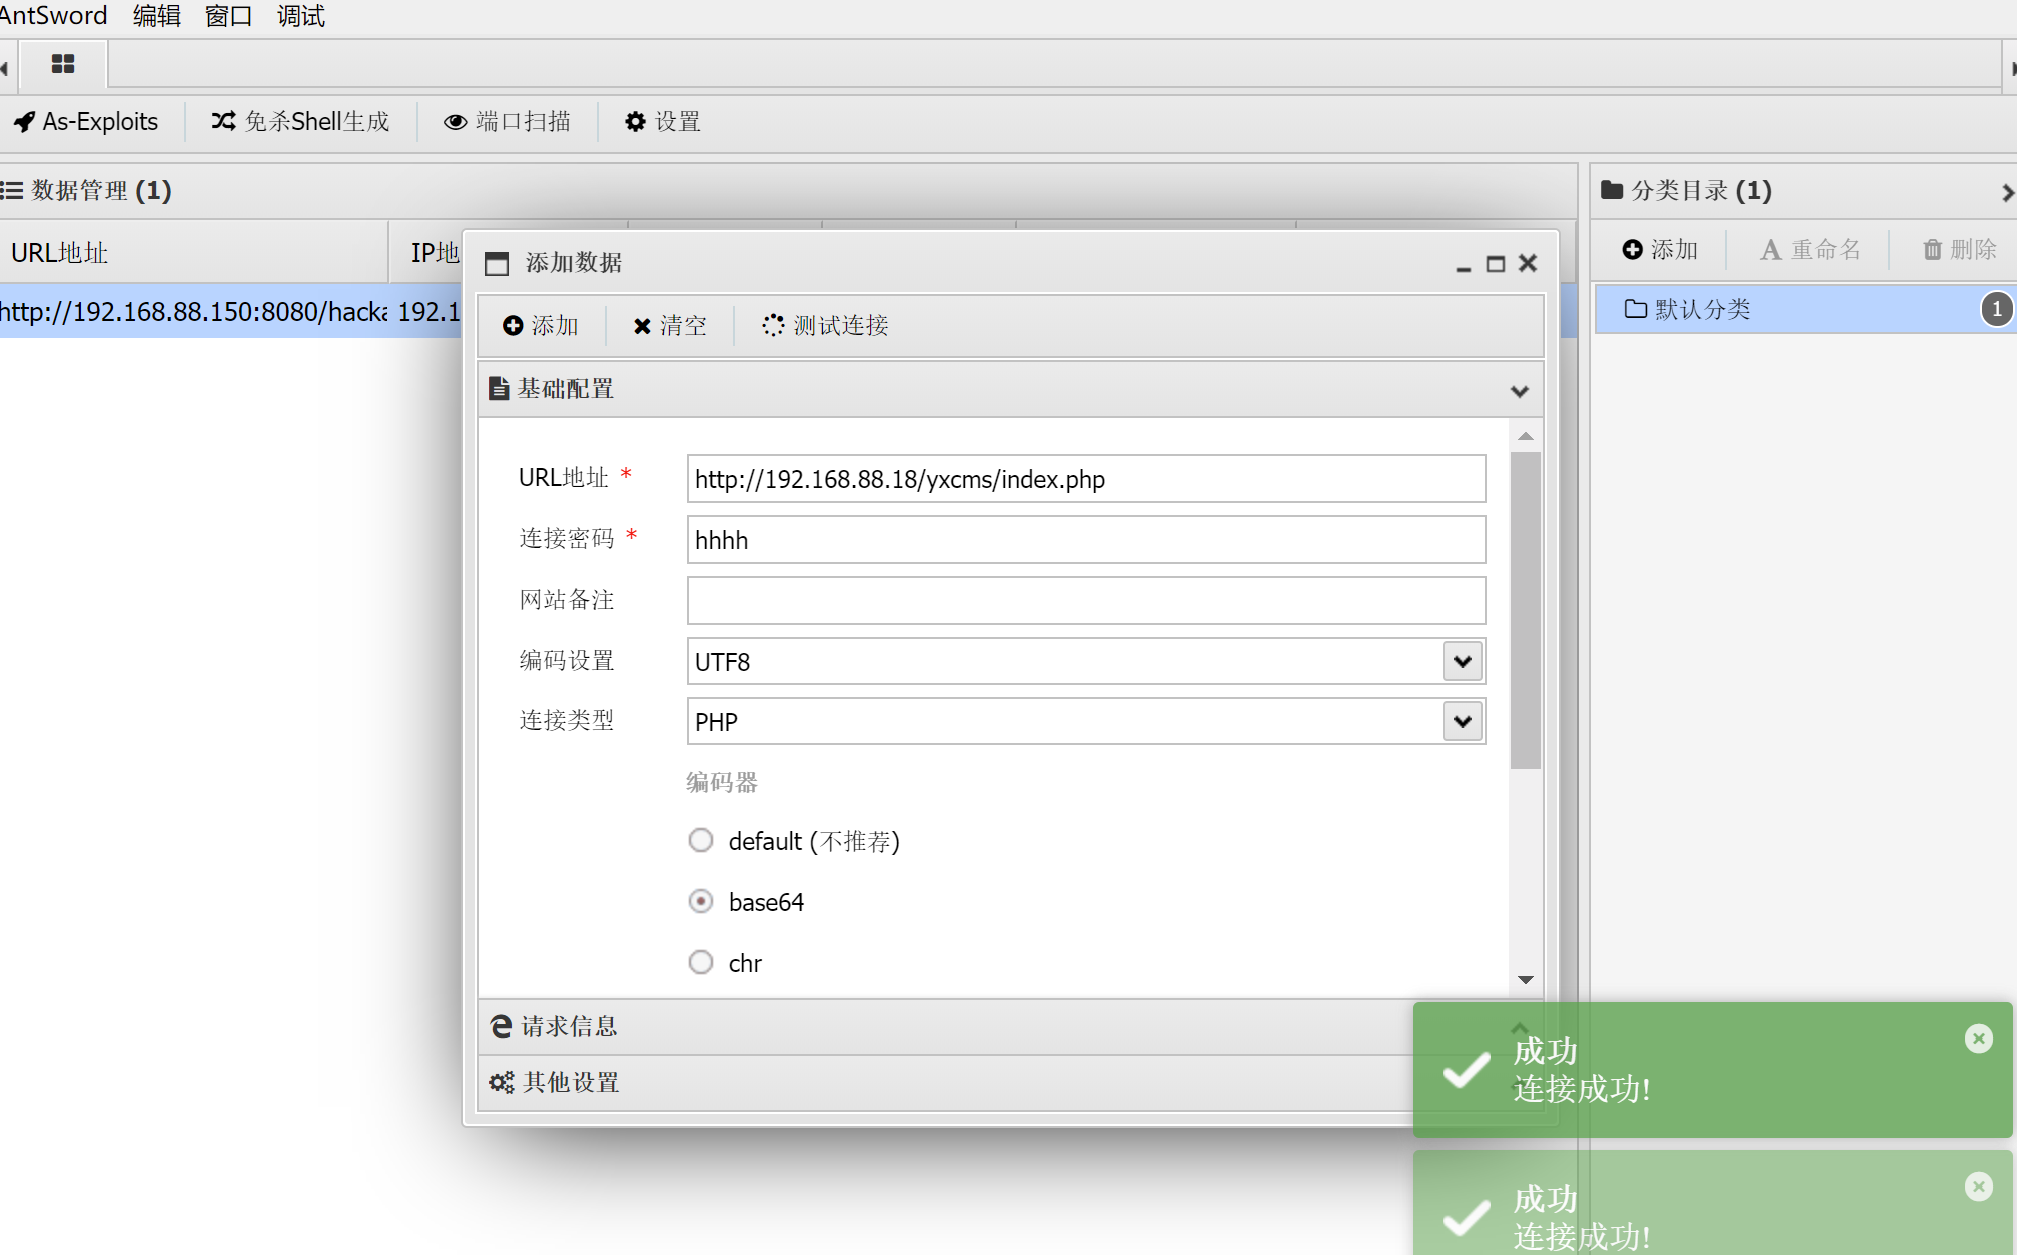 AntSword 编辑 窗口 调试
As-Exploits 免杀Shell生成 端口扫描 设置
数据管理 (1)
分类目录 (1)
URL地址 IP地
添加 重命名 删除
http://192.168.88.150:8080/hacka 192.1
默认分类 1
添加数据
添加 清空 测试连接
基础配置
URL地址 * http://192.168.88.18/yxcms/index.php
连接密码 * hhhh
网站备注
编码设置 UTF8
连接类型 PHP
编码器
default (不推荐)
base64
chr
请求信息
其他设置
成功
连接成功!
成功
连接成功!